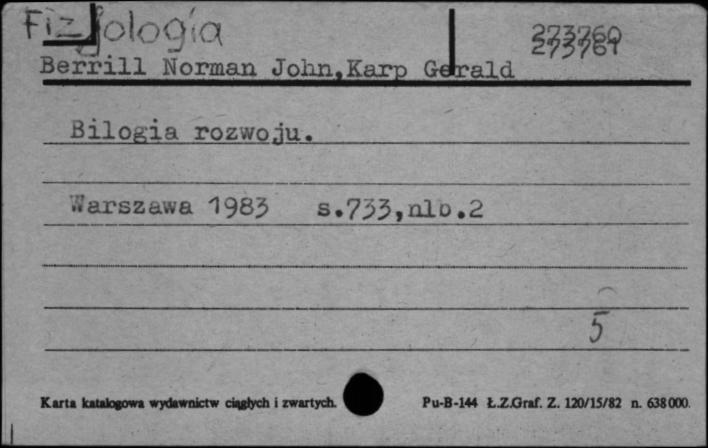 Fizjologia
273760
273761
Berrill Norman John,Karp Gerald
Bilogia rozwoju.
Warszawa 1983 s.733,nlb.2
5
Karta katalogowa wydawnictw ciągłych i zwartych.
Pu-B-144 Ł.Z.Graf. Z. 120/15/82 n. 638000.